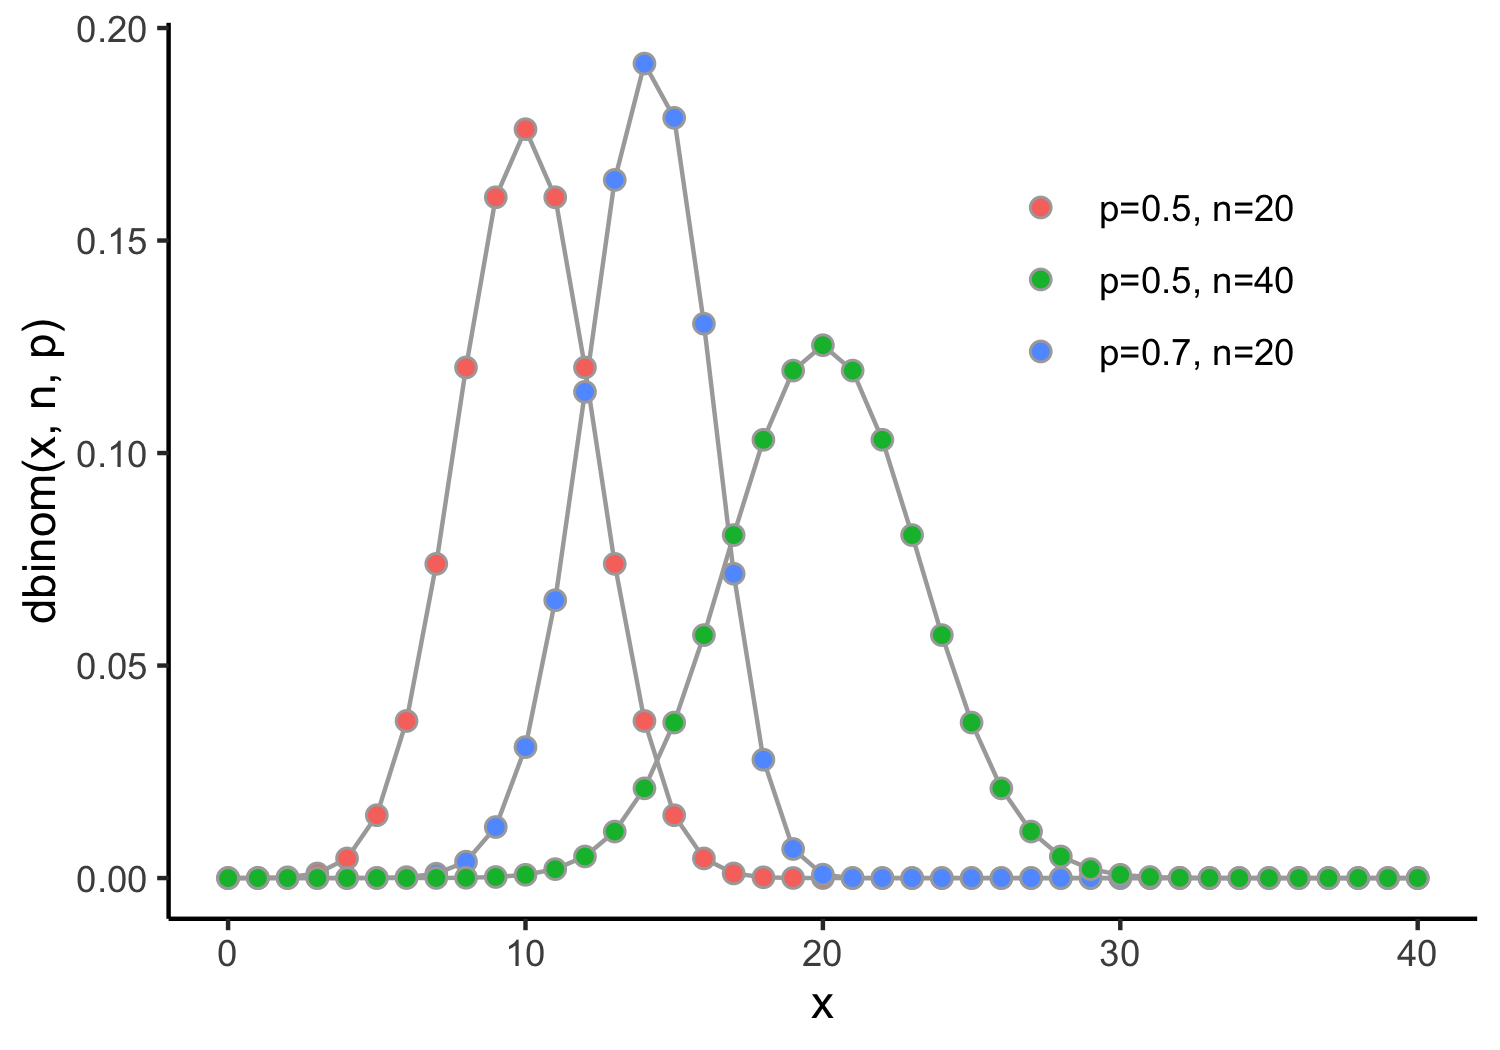 0.20
0.15
0.10
0.05
0.00
dbinom(x, n, p)
0 10 20 30 40
x
p=0.5, n=20
p=0.5, n=40
p=0.7, n=20